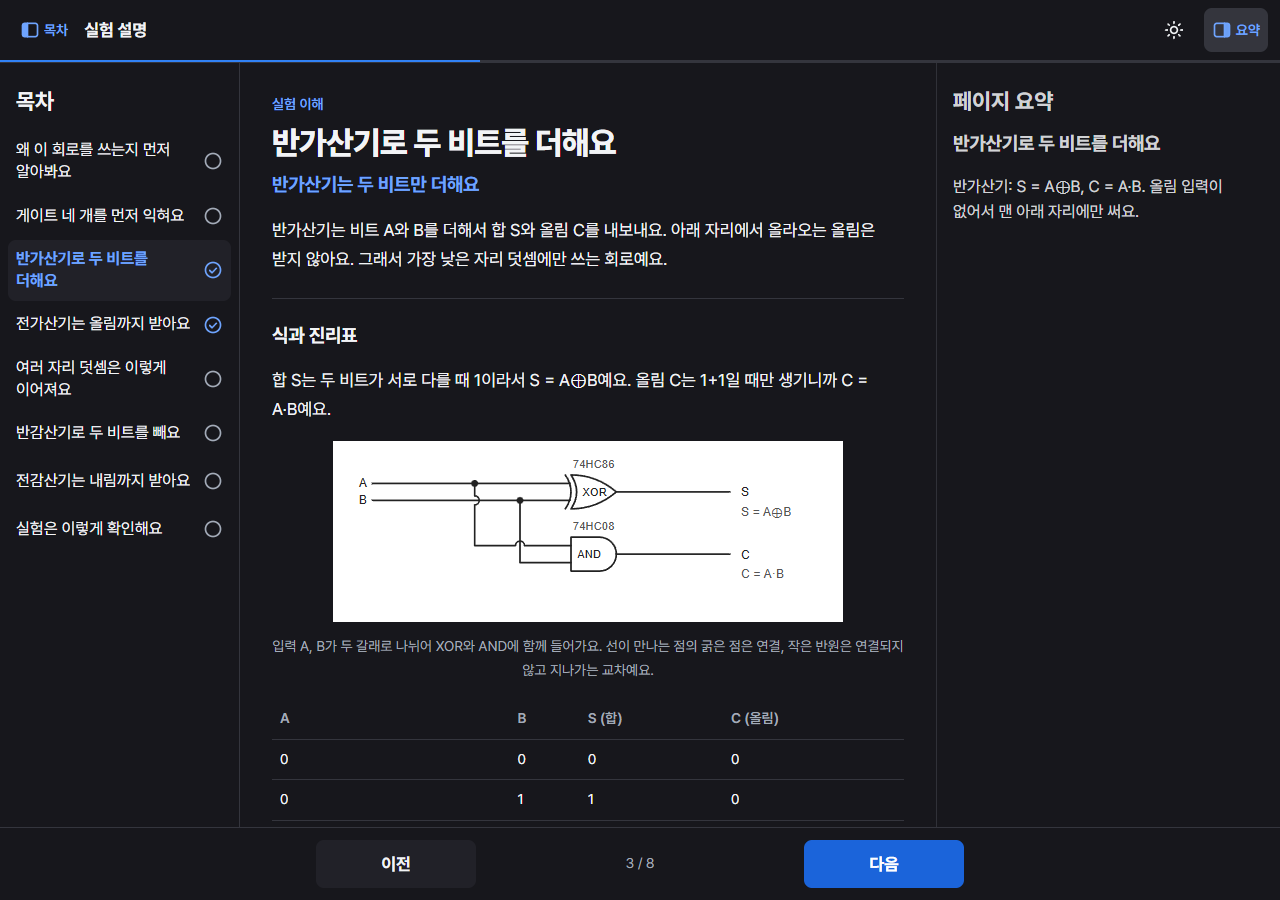 목차
실험 설명
요약
목차
왜 이 회로를 쓰는지 먼저
알아봐요
게이트 네 개를 먼저 익혀요
반가산기로 두 비트를
더해요
전가산기는 올림까지 받아요
여러 자리 덧셈은 이렇게
이어져요
반감산기로 두 비트를 빼요
전감산기는 내림까지 받아요
실험은 이렇게 확인해요
실험 이해
반가산기로 두 비트를 더해요
반가산기는 두 비트만 더해요
반가산기는 비트 A와 B를 더해서 합 S와 올림 C를 내보내요. 아래 자리에서 올라오는 올림은
받지 않아요. 그래서 가장 낮은 자리 덧셈에만 쓰는 회로예요.
식과 진리표
합 S는 두 비트가 서로 다를 때 1이라서 S = A⊕B예요. 올림 C는 1+1일 때만 생기니까 C =
A·B예요.
74HC86
A
B
XOR
S
S = A⊕B
74HC08
AND
C
C = A·B
입력 A, B가 두 갈래로 나뉘어 XOR와 AND에 함께 들어가요. 선이 만나는 점의 굵은 점은 연결, 작은 반원은 연결되지
않고 지나가는 교차예요.
A B S (합) C (올림)
0 0 0 0
0 1 1 0
페이지 요약
반가산기로 두 비트를 더해요
반가산기: S = A⊕B, C = A·B. 올림 입력이
없어서 맨 아래 자리에만 써요.
이전
3 / 8
다음